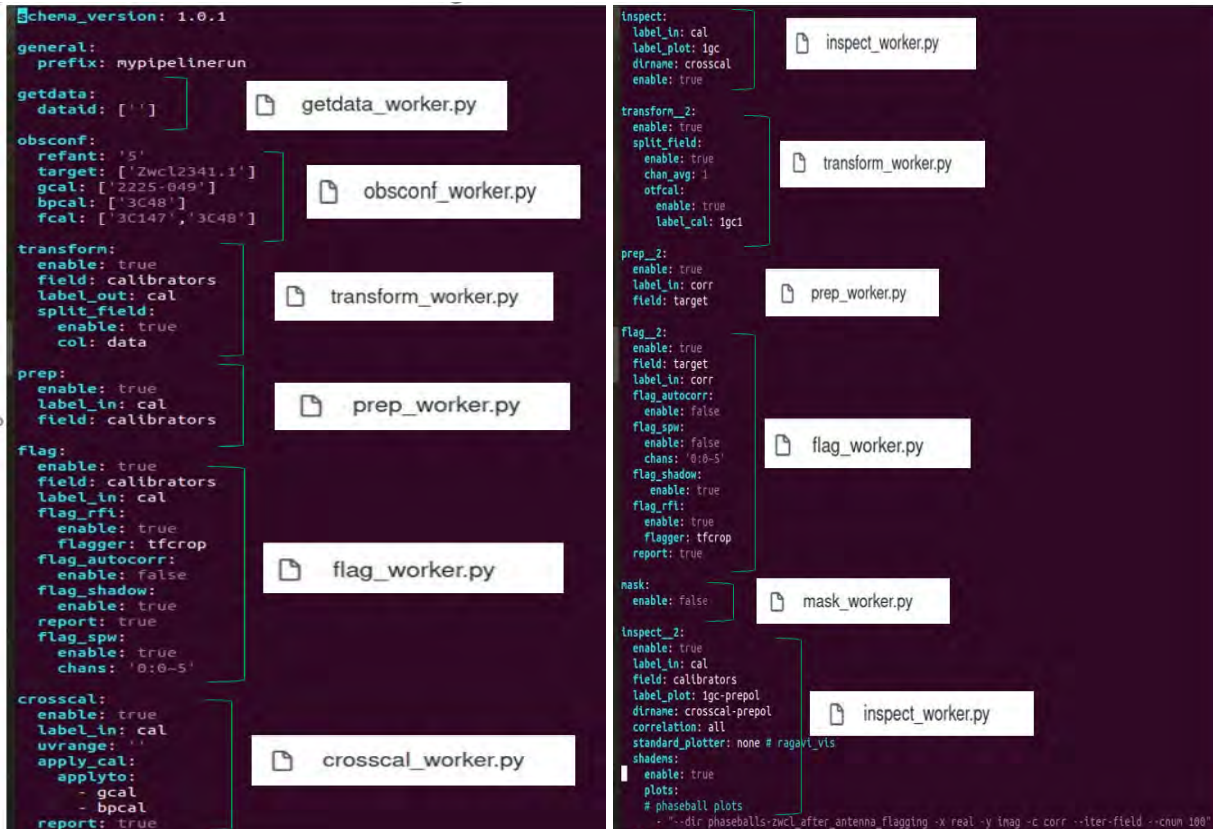 schema_version: 1.0.1
general:
prefix: mypipelinerun
getdata:
dataid: ['']
getdata_worker.py
obsconf:
refant: '5'
target: ['Zwcl2341.1']
gcal: ['2225-049']
bpcal: ['3C48']
fcal: ['3C147','3C48']
obsconf_worker.py
transform:
enable: true
field: calibrators
label_out: cal
split_field:
enable: true
col: data
transform_worker.py
prep:
enable: true
label_in: cal
field: calibrators
prep_worker.py
flag:
enable: true
field: calibrators
label_in: cal
flag_rfi:
enable: true
flagger: tfcrop
flag_autocorr:
enable: false
flag_shadow:
enable: true
report: true
flag_spw:
enable: true
chans: '0:0~5'
flag_worker.py
crosscal:
enable: true
label_in: cal
uvrange: ''
apply_cal:
applyto:
- gcal
- bpcal
report: true
crosscal_worker.py
inspect:
label_in: cal
label_plot: 1gc
dirname: crosscal
enable: true
inspect_worker.py
transform__2:
enable: true
split_field:
enable: true
chan_avg: 1
otfcal:
enable: true
label_cal: 1gc1
transform_worker.py
prep__2:
enable: true
label_in: corr
field: target
prep_worker.py
flag__2:
enable: true
field: target
label_in: corr
flag_autocorr:
enable: false
flag_spw:
enable: false
chans: '0:0~5'
flag_shadow:
enable: true
flag_rfi:
enable: true
flagger: tfcrop
report: true
flag_worker.py
mask:
enable: false
mask_worker.py
inspect__2:
enable: true
label_in: cal
field: calibrators
label_plot: 1gc-prepol
dirname: crosscal-prepol
correlation: all
standard_plotter: none # ragavi_vis
shadems:
enable: true
plots:
# phaseball plots
- "--dir phaseballs-zwcl_after_antenna_flagging -x real -y imag -c corr --iter-field --cnum 100"
inspect_worker.py